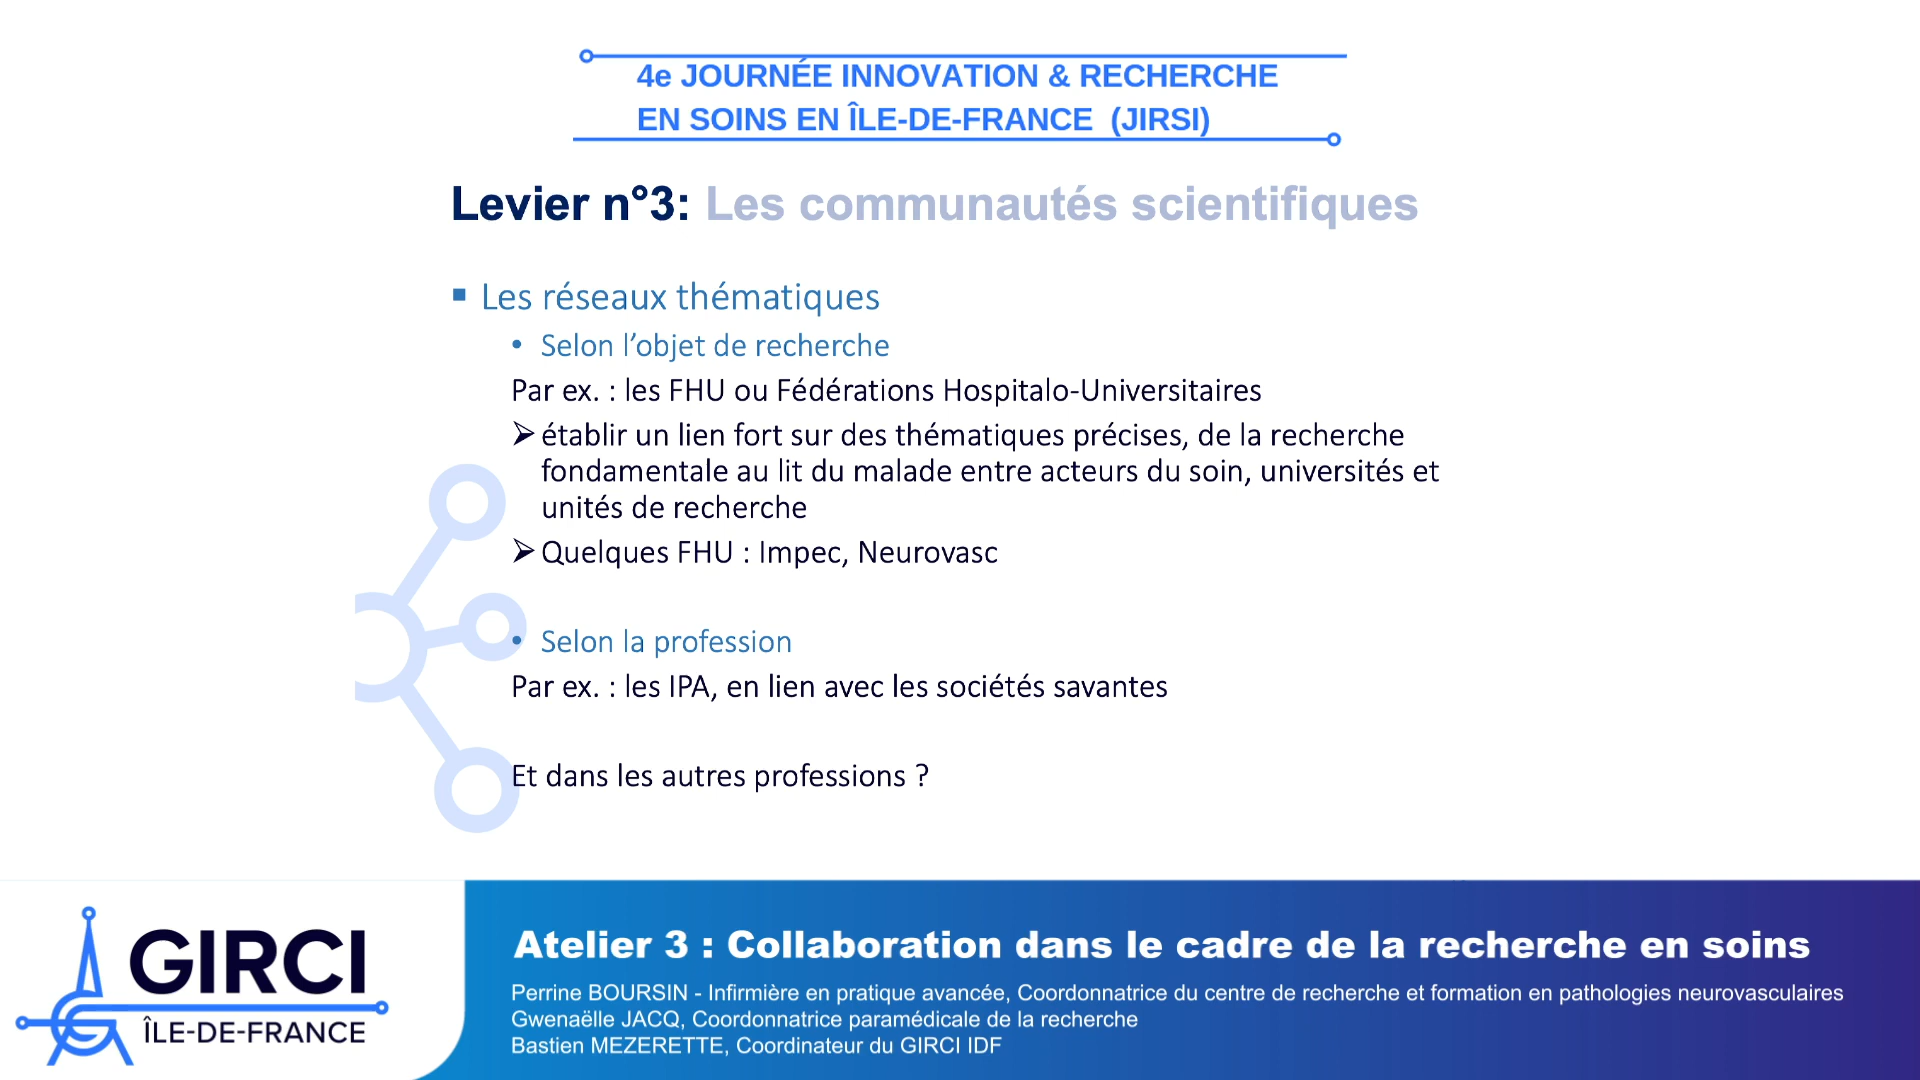 4e JOURNÉE INNOVATION & RECHERCHE
EN SOINS EN ÎLE-DE-FRANCE (JIRSI)
Levier n°3: Les communautés scientifiques
▪ Les réseaux thématiques
• Selon l’objet de recherche
Par ex. : les FHU ou Fédérations Hospitalo-Universitaires
➢ établir un lien fort sur des thématiques précises, de la recherche
fondamentale au lit du malade entre acteurs du soin, universités et
unités de recherche
➢ Quelques FHU : Impec, Neurovasc
• Selon la profession
Par ex. : les IPA, en lien avec les sociétés savantes
Et dans les autres professions ?
GIRCI
ÎLE-DE-FRANCE
Atelier 3 : Collaboration dans le cadre de la recherche en soins
Perrine BOURSIN - Infirmière en pratique avancée, Coordonnatrice du centre de recherche et formation en pathologies neurovasculaires
Gwenaëlle JACQ, Coordonnatrice paramédicale de la recherche
Bastien MEZERETTE, Coordinateur du GIRCI IDF